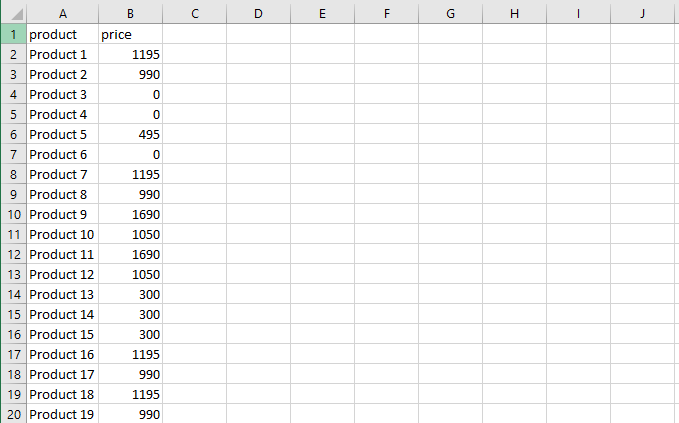 A B C D E F G H I J
1 product price
2 Product 1 1195
3 Product 2 990
4 Product 3 0
5 Product 4 0
6 Product 5 495
7 Product 6 0
8 Product 7 1195
9 Product 8 990
10 Product 9 1690
11 Product 10 1050
12 Product 11 1690
13 Product 12 1050
14 Product 13 300
15 Product 14 300
16 Product 15 300
17 Product 16 1195
18 Product 17 990
19 Product 18 1195
20 Product 19 990